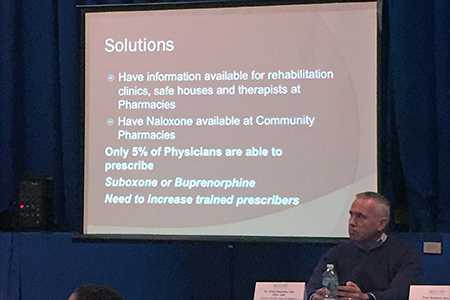 Solutions
Have information available for rehabilitation
clinics, safe houses and therapists at
Pharmacies
Have Naloxone available at Community
Pharmacies
Only 5% of Physicians are able to
prescribe
Suboxone or Buprenorphine
Need to increase trained prescribers